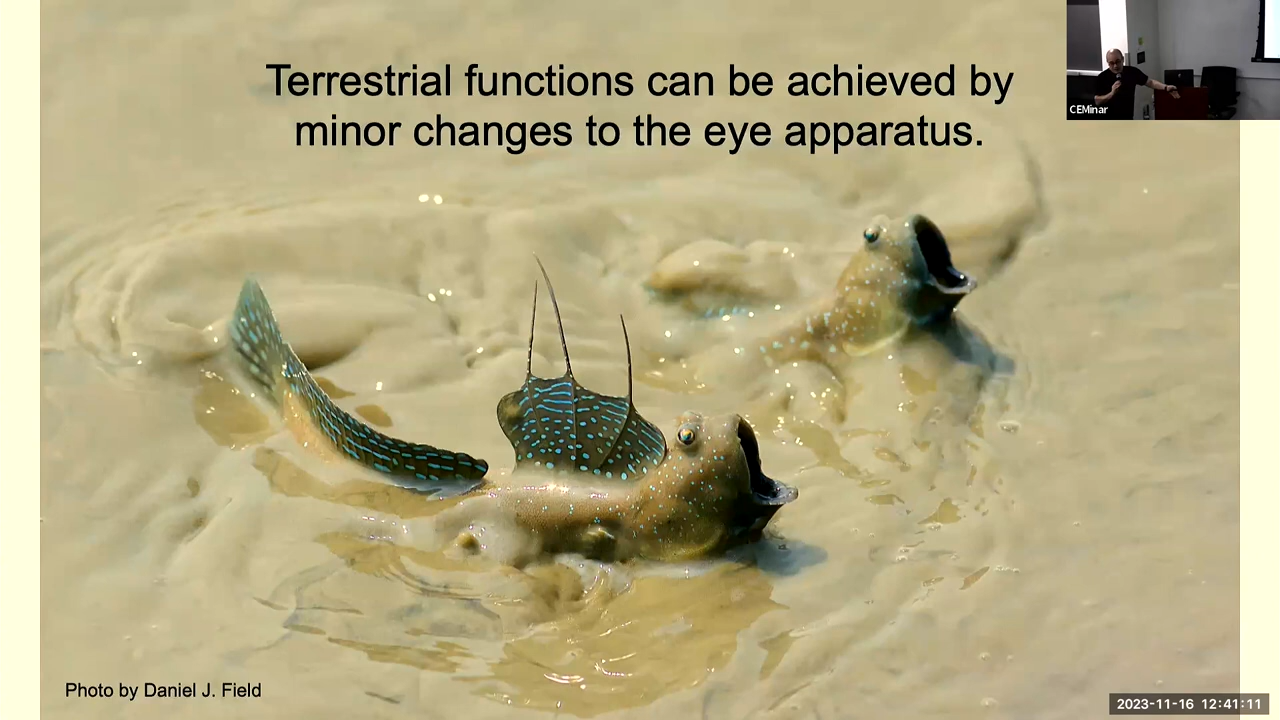 Terrestrial functions can be achieved by
minor changes to the eye apparatus.
CEMinar
Photo by Daniel J. Field
2023-11-16 12:41:11